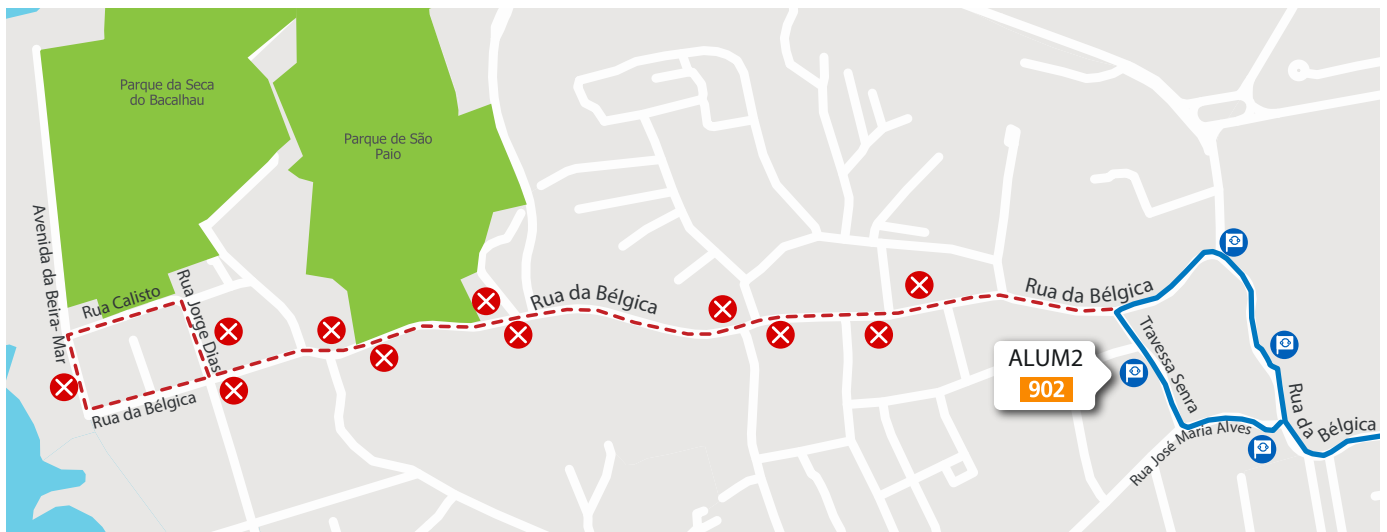 Parque da Seca
do Bacalhau
Parque de São
Paio
Avenida da Beira- Mar
Rua Calisto
Rua Jorge Dias
Rua da Bélgica
Rua da Bélgica
Rua da Bélgica
Travessa Senra
ALUM2
902
Rua José Maria Alves
Rua da
Bélgica